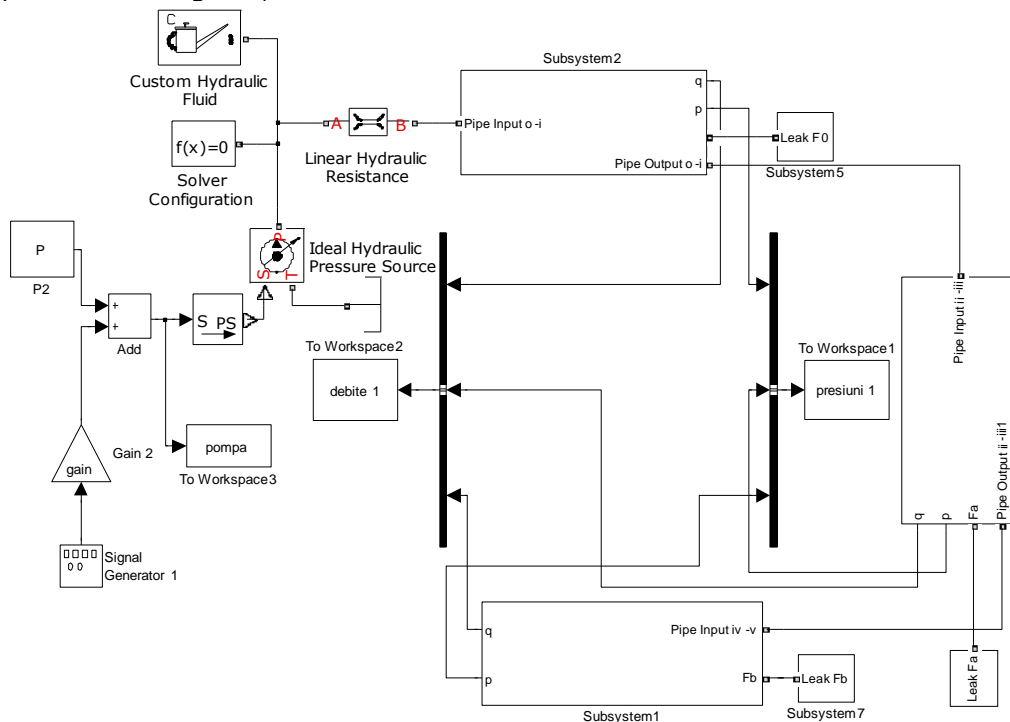 C
Custom Hydraulic
Fluid
f(x)=0
Solver
Configuration
A
B
Linear Hydraulic
Resistance
Subsystem2
q
p
Pipe Input o -i
Pipe Output o -i
Leak F0
Subsystem5
P
P2
+
+
Add
S PS
S
P
T
Ideal Hydraulic
Pressure Source
To Workspace2
debite 1
To Workspace1
presiuni 1
pompa
To Workspace3
gain
Gain 2
Signal
Generator 1
Pipe Input ii -iii
q
p
Fa
Pipe Output ii -iii1
Leak Fa
q
p
Pipe Input iv -v
Fb
Subsystem1
Leak Fb
Subsystem7